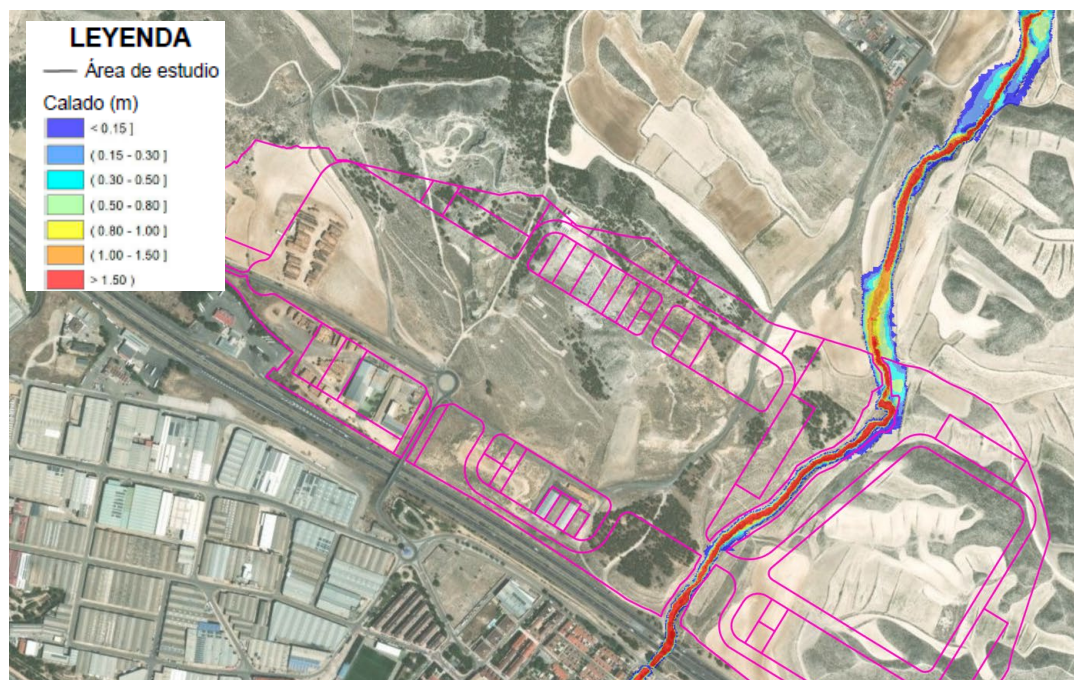 LEYENDA
Área de estudio
Calado (m)
< 0.15 ]
( 0.15 - 0.30 ]
( 0.30 - 0.50 ]
( 0.50 - 0.80 ]
( 0.80 - 1.00 ]
( 1.00 - 1.50 ]
> 1.50 )